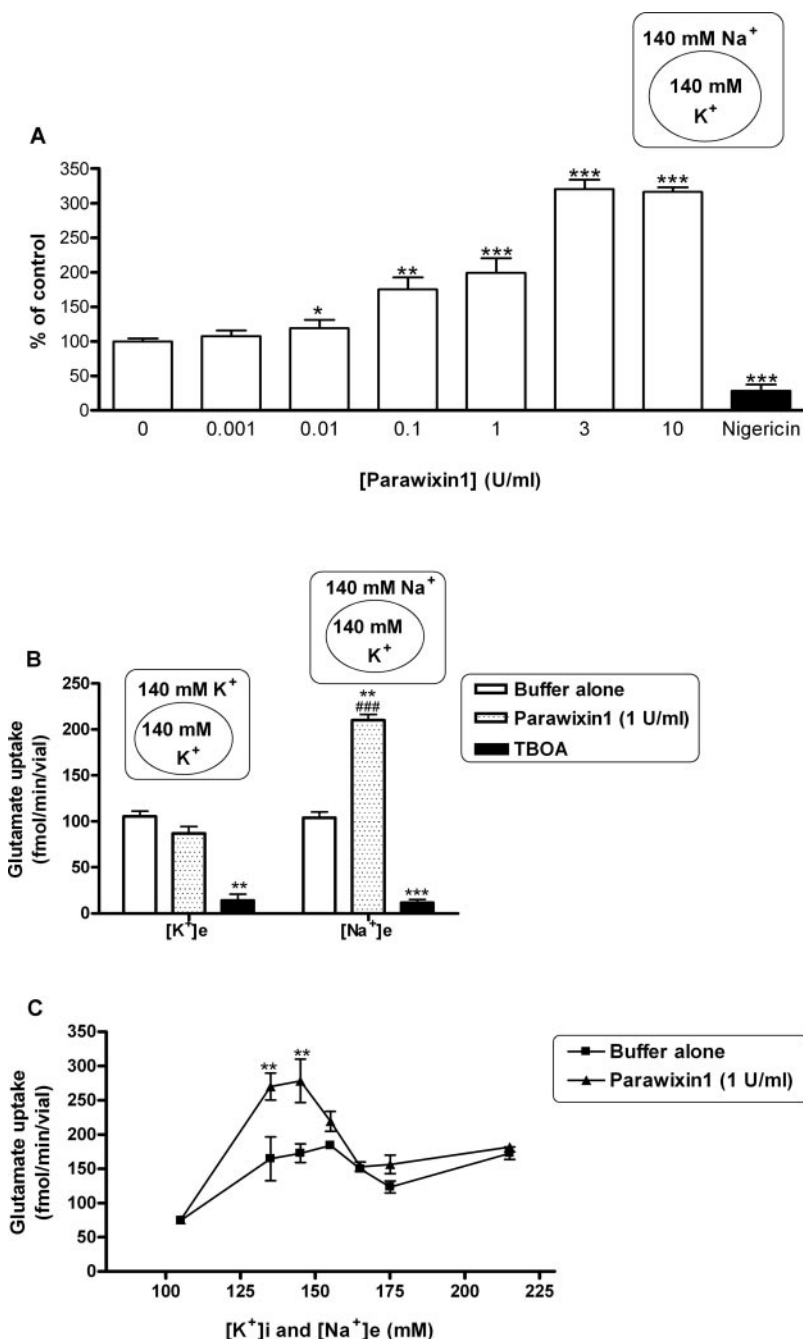 140 mM Na+
140 mM
K+
A
% of control
350
300
250
200
150
100
50
0
*
**
***
***
***
***
0 0.001 0.01 0.1 1 3 10 Nigericin
[Parawixin1] (U/ml)
B
140 mM K+
140 mM
K+
140 mM Na+
140 mM
K+
Buffer alone
Parawixin1 (1 U/ml)
TBOA
Glutamate uptake
(fmol/min/vial)
250
200
150
100
50
0
**
**
###
***
[K+]e [Na+]e
C
Buffer alone
Parawixin1 (1 U/ml)
Glutamate uptake
(fmol/min/vial)
350
300
250
200
150
100
50
0
** **
100 125 150 175 200 225
[K+]i and [Na+]e (mM)